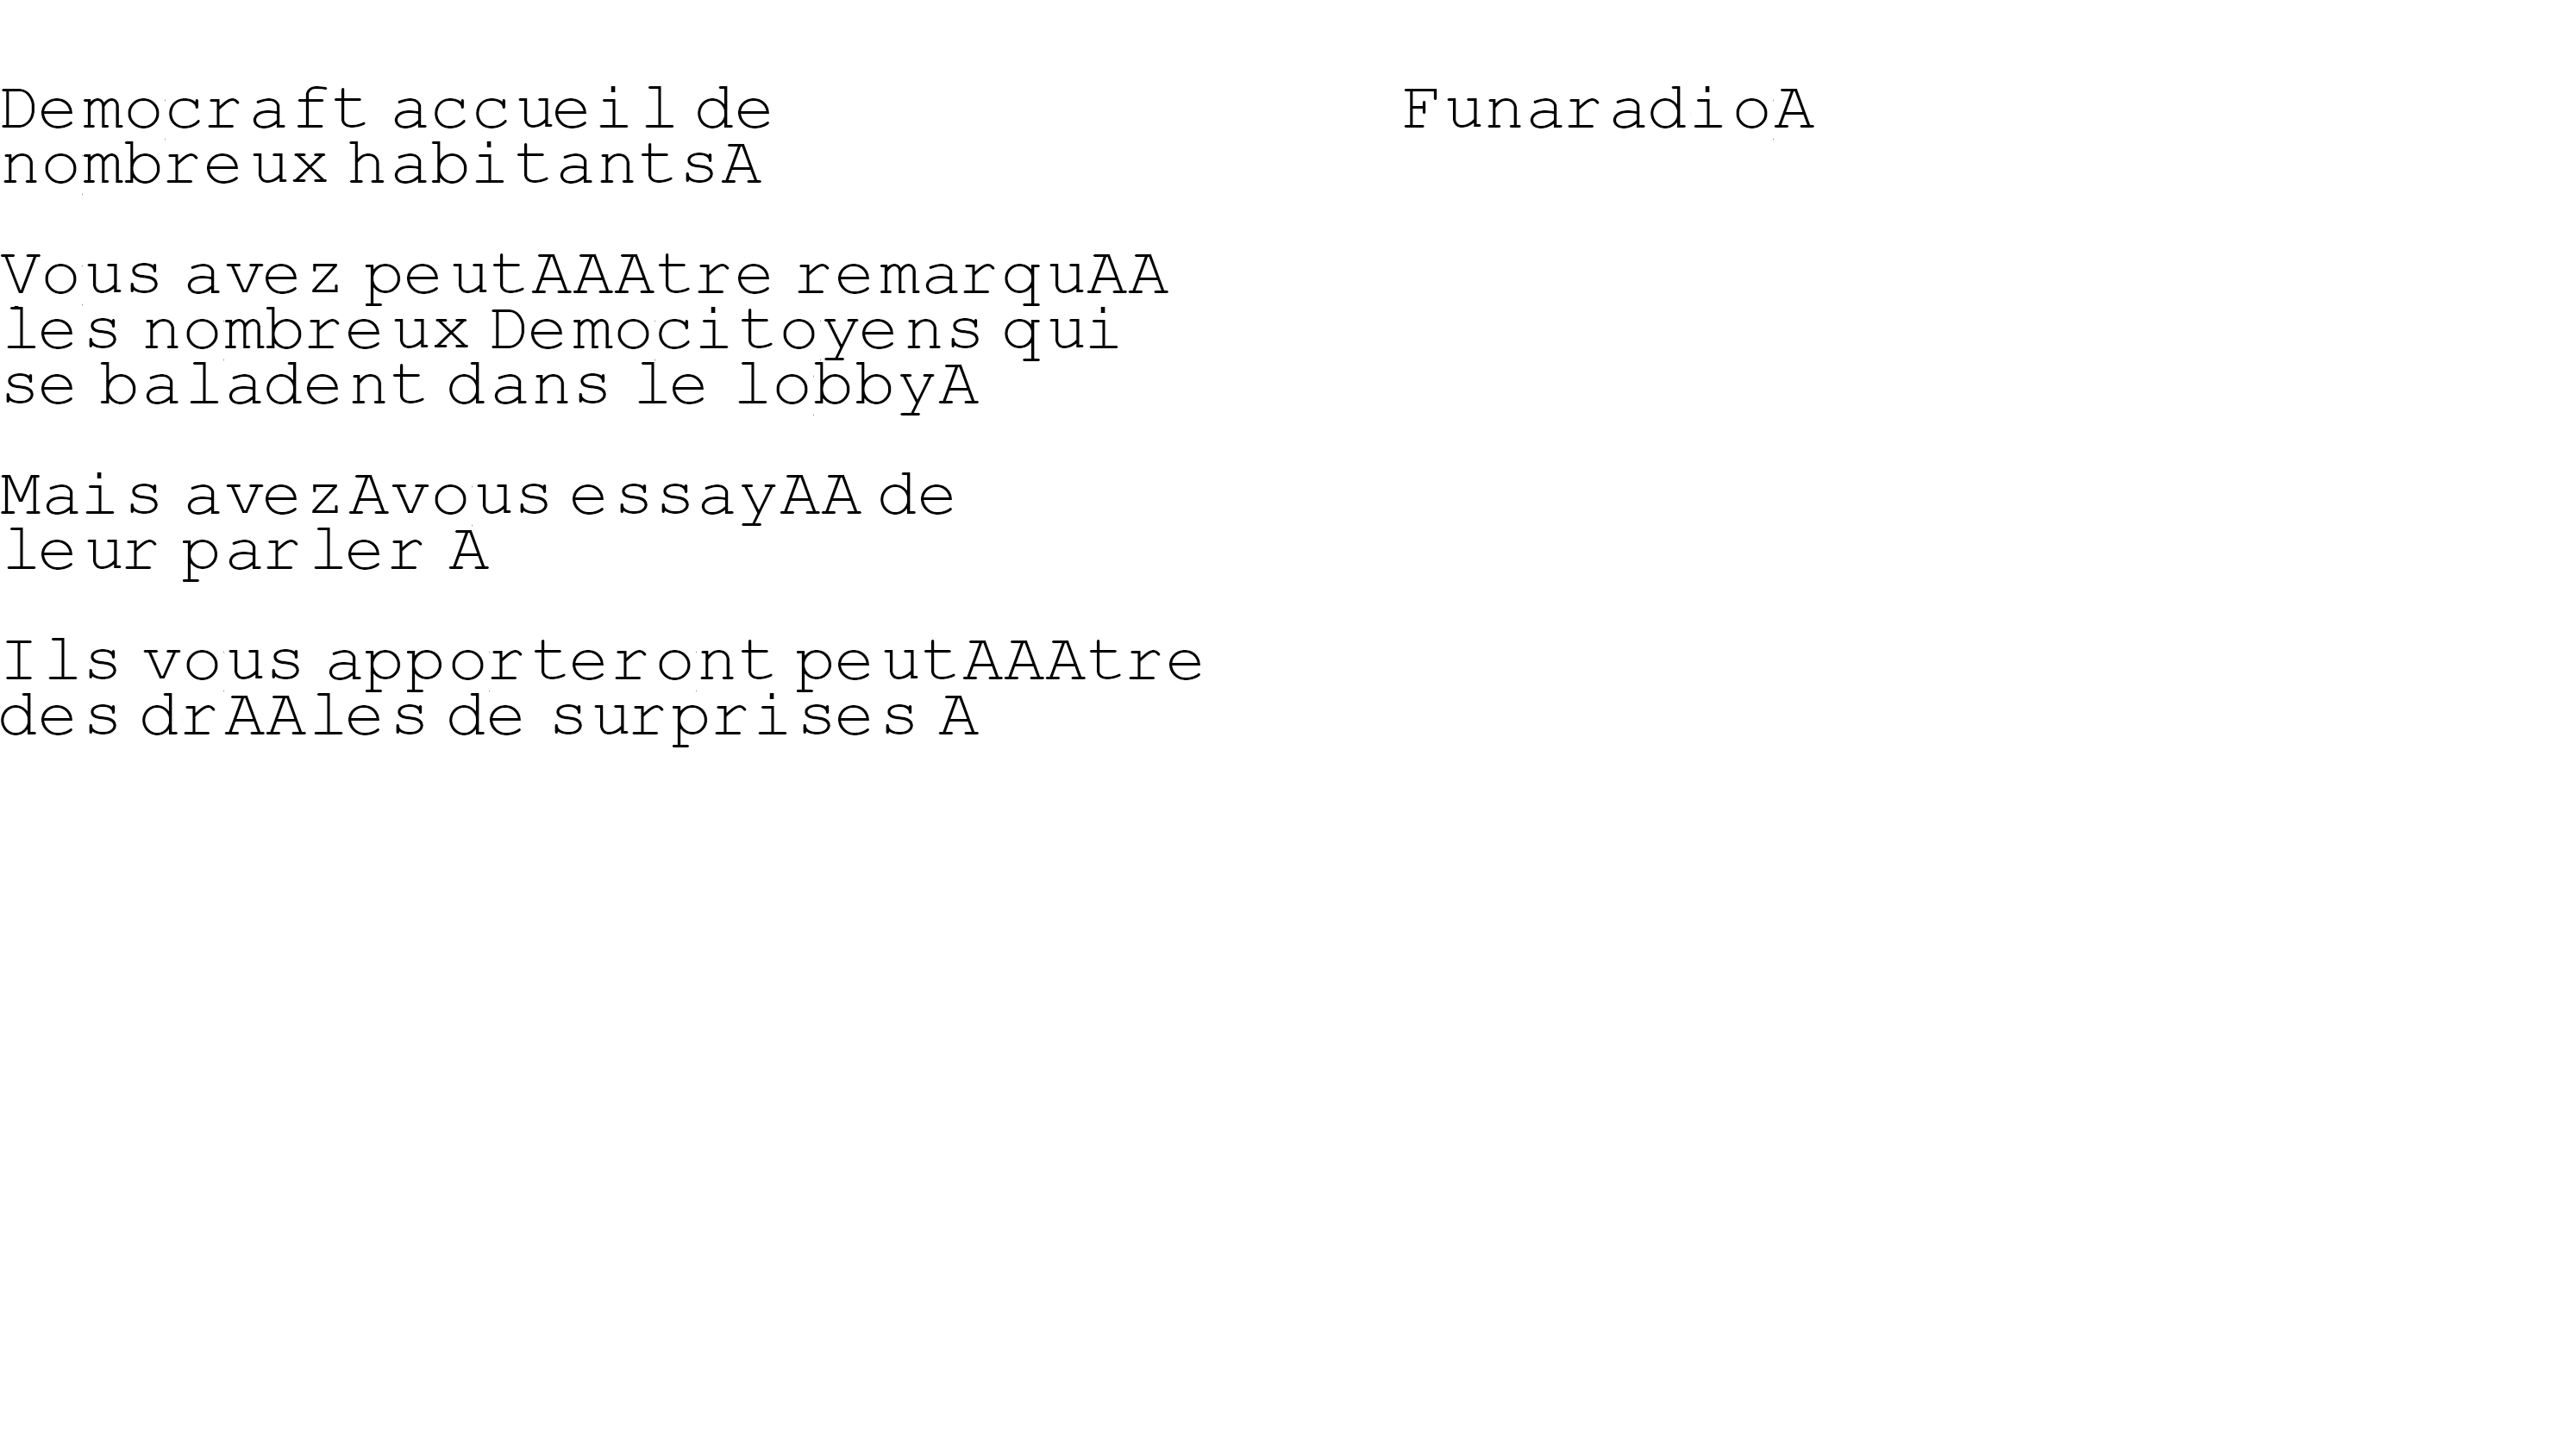 Democraft accueil de
nombreux habitantsA
Vous avez peutAAAtre remarquAA
les nombreux Democitoyens qui
se baladent dans le lobbyA
Mais avezAvous essayAA de
leur parler A
Ils vous apporteront peutAAAtre
des drAAles de surprises A
FunaradioA